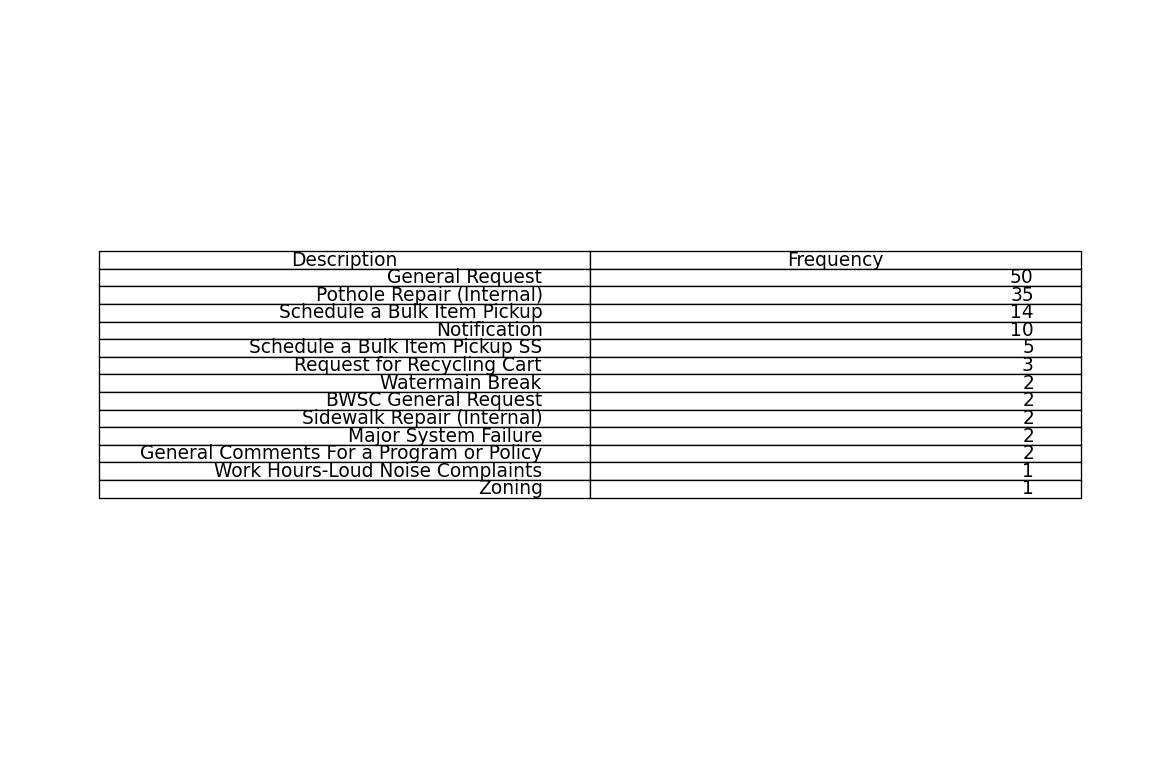 Description Frequency
General Request 50
Pothole Repair (Internal) 35
Schedule a Bulk Item Pickup 14
Notification 10
Schedule a Bulk Item Pickup SS 5
Request for Recycling Cart 3
Watermain Break 2
BWSC General Request 2
Sidewalk Repair (Internal) 2
Major System Failure 2
General Comments For a Program or Policy 2
Work Hours-Loud Noise Complaints 1
Zoning 1